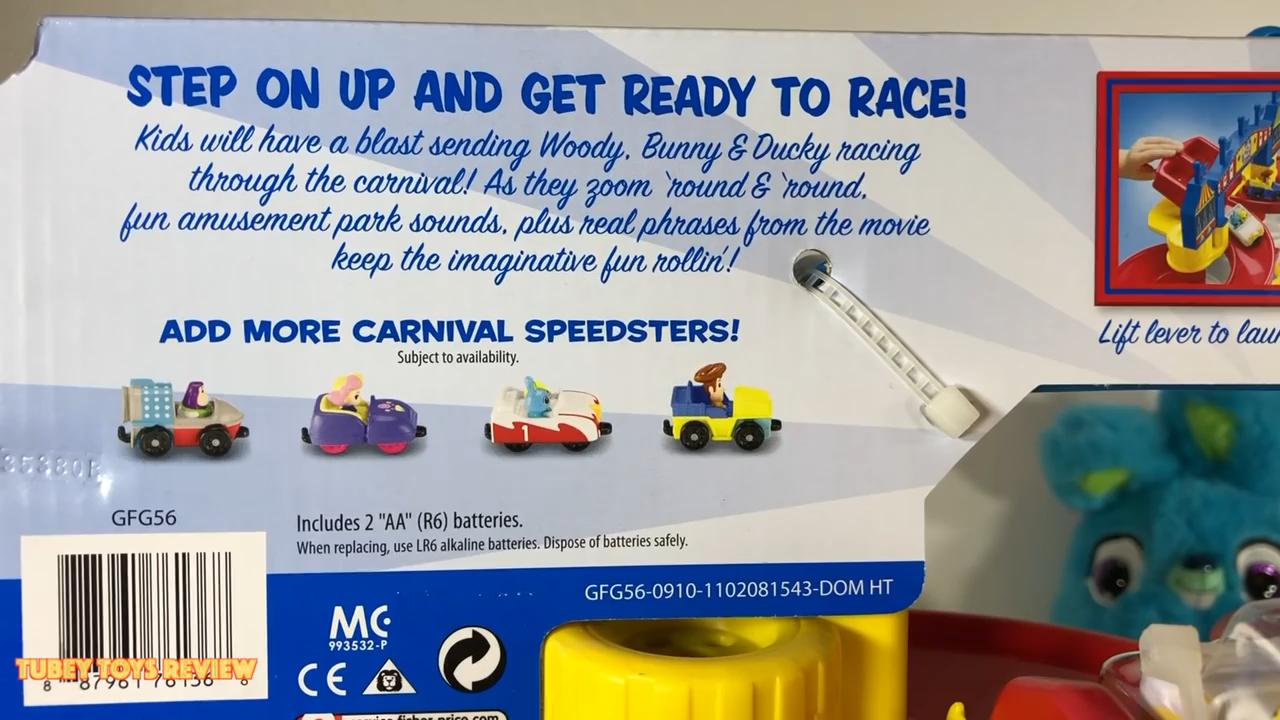 STEP ON UP AND GET READY TO RACE!
Kids will have a blast sending Woody, Bunny & Ducky racing
through the carnival! As they zoom 'round & 'round,
fun amusement park sounds, plus real phrases from the movie
keep the imaginative fun rollin'!
Lift lever to
ADD MORE CARNIVAL SPEEDSTERS!
Subject to availability.
1
GFG56
Includes 2 "AA" (R6) batteries.
When replacing, use LR6 alkaline batteries. Dispose of batteries safely.
GFG56-0910-1102081543-DOM HT
MC
993532-P
CE
TUBEY TOYS REVIEW